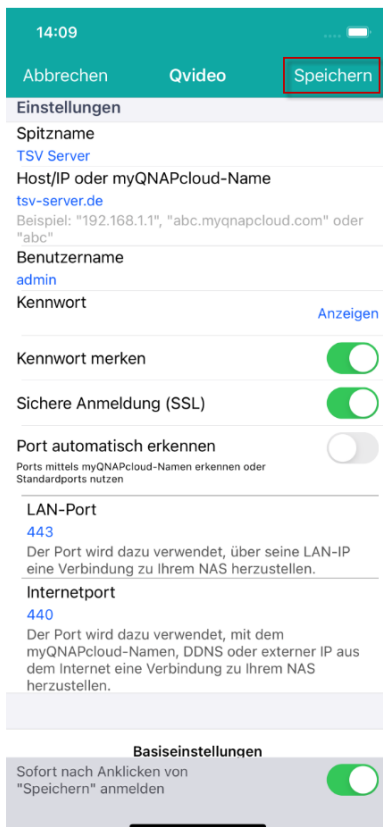 14:09
Abbrechen Qvideo Speichern
Einstellungen
Spitzname
TSV Server
Host/IP oder myQNAPcloud-Name
tsv-server.de
Beispiel: "192.168.1.1", "abc.myqnapcloud.com" oder
"abc"
Benutzername
admin
Kennwort
Anzeigen
Kennwort merken
Sichere Anmeldung (SSL)
Port automatisch erkennen
Ports mittels myQNAPcloud-Namen erkennen oder
Standardports nutzen
LAN-Port
443
Der Port wird dazu verwendet, über seine LAN-IP
eine Verbindung zu Ihrem NAS herzustellen.
Internetport
440
Der Port wird dazu verwendet, mit dem
myQNAPcloud-Namen, DDNS oder externer IP aus
dem Internet eine Verbindung zu Ihrem NAS
herzustellen.
Basiseinstellungen
Sofort nach Anklicken von
"Speichern" anmelden